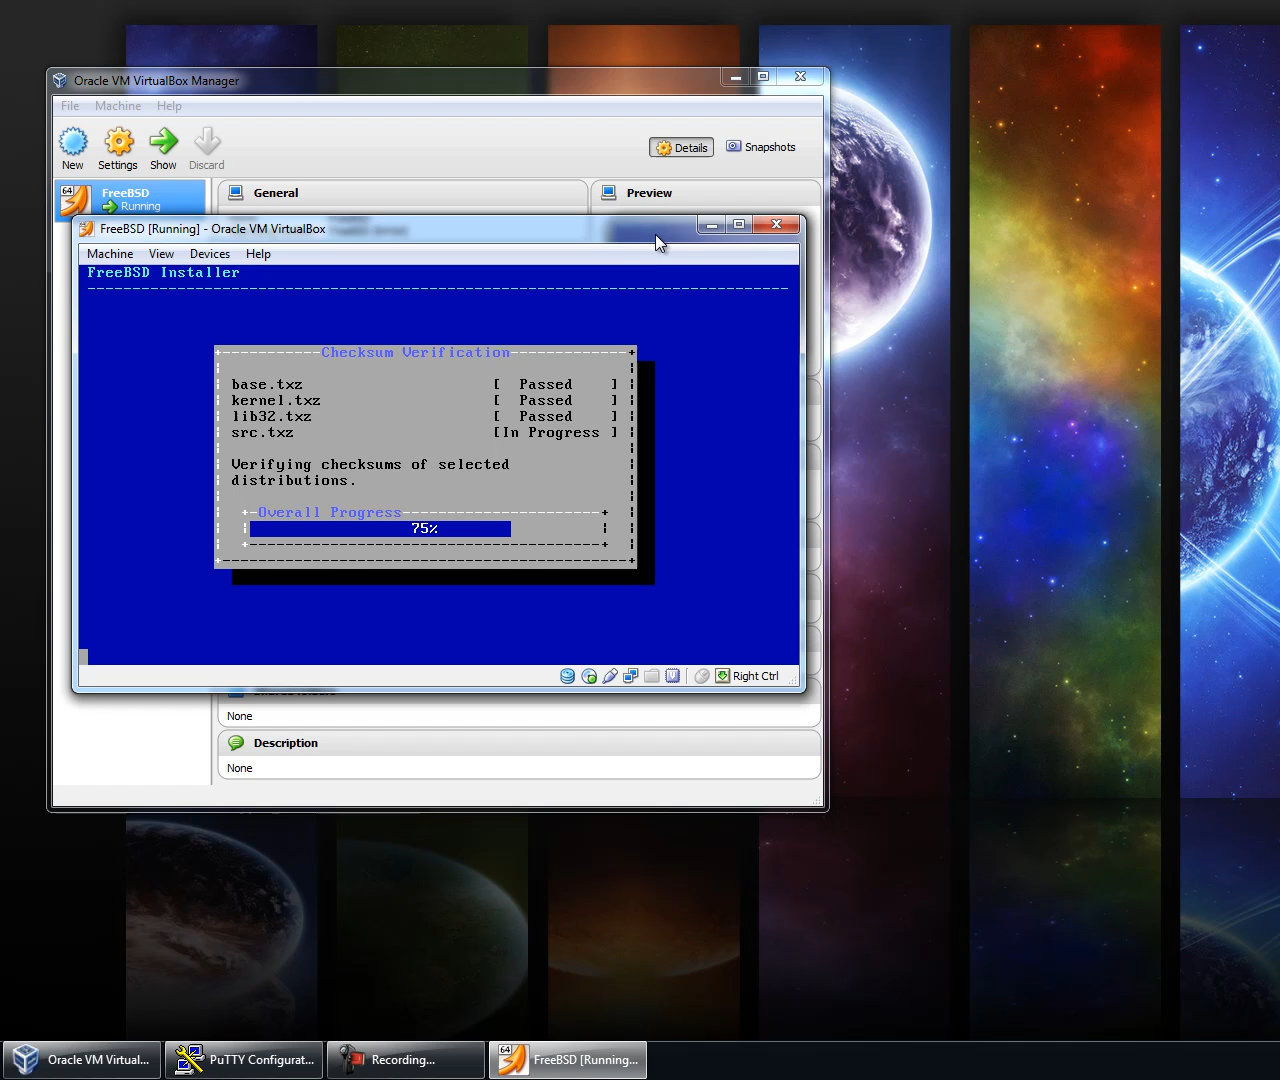 Oracle VM VirtualBox Manager
File Machine Help
New Settings Show Discard
Details Snapshots
64 FreeBSD
Running
General
Preview
FreeBSD [Running] - Oracle VM VirtualBox
Machine View Devices Help
FreeBSD Installer
Checksum Verification
base.txz [ Passed ]
kernel.txz [ Passed ]
lib32.txz [ Passed ]
src.txz [In Progress ]
Verifying checksums of selected
distributions.
Overall Progress
75%
Right Ctrl
None
Description
None
Oracle VM Virtual... PuTTY Configurat... Recording... 64 FreeBSD [Running...